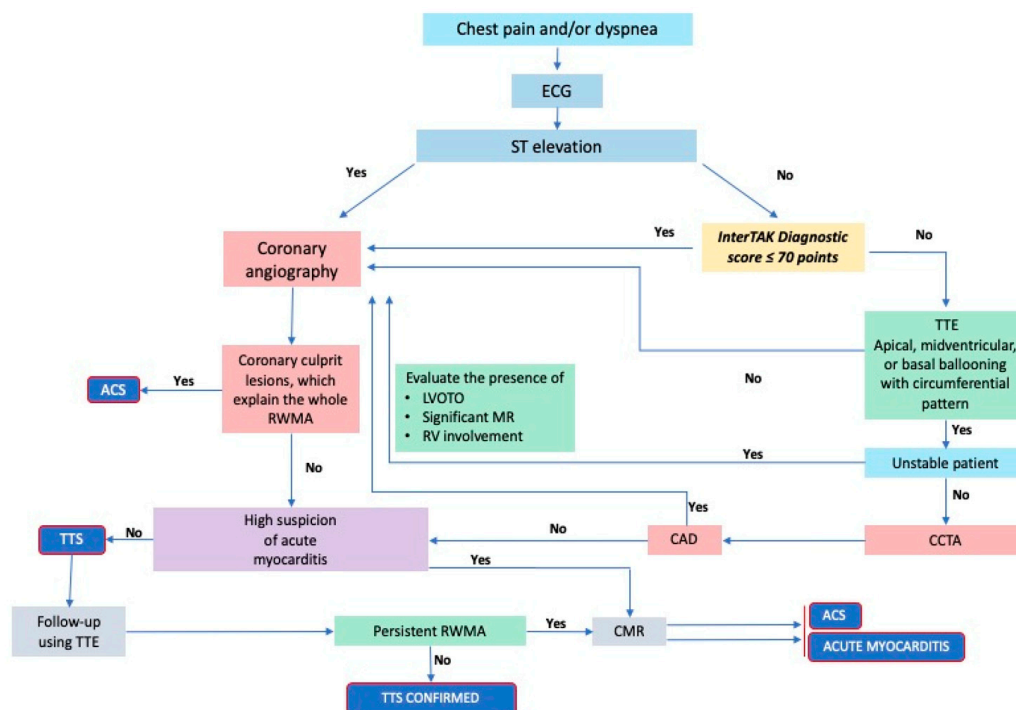 Chest pain and/or dyspnea
ECG
ST elevation
Yes
No
Coronary
angiography
Yes
InterTAK Diagnostic
score ≤ 70 points
No
TTE
Apical, midventricular,
or basal ballooning
with circumferential
pattern
No
Coronary culprit
lesions, which
explain the whole
RWMA
Yes
ACS
Evaluate the presence of
• LVOTO
• Significant MR
• RV involvement
Yes
Unstable patient
Yes
No
No
High suspicion
of acute
myocarditis
No
TTS
No
CAD
Yes
CCTA
Yes
Follow-up
using TTE
Persistent RWMA
Yes
CMR
ACS
ACUTE MYOCARDITIS
No
TTS CONFIRMED